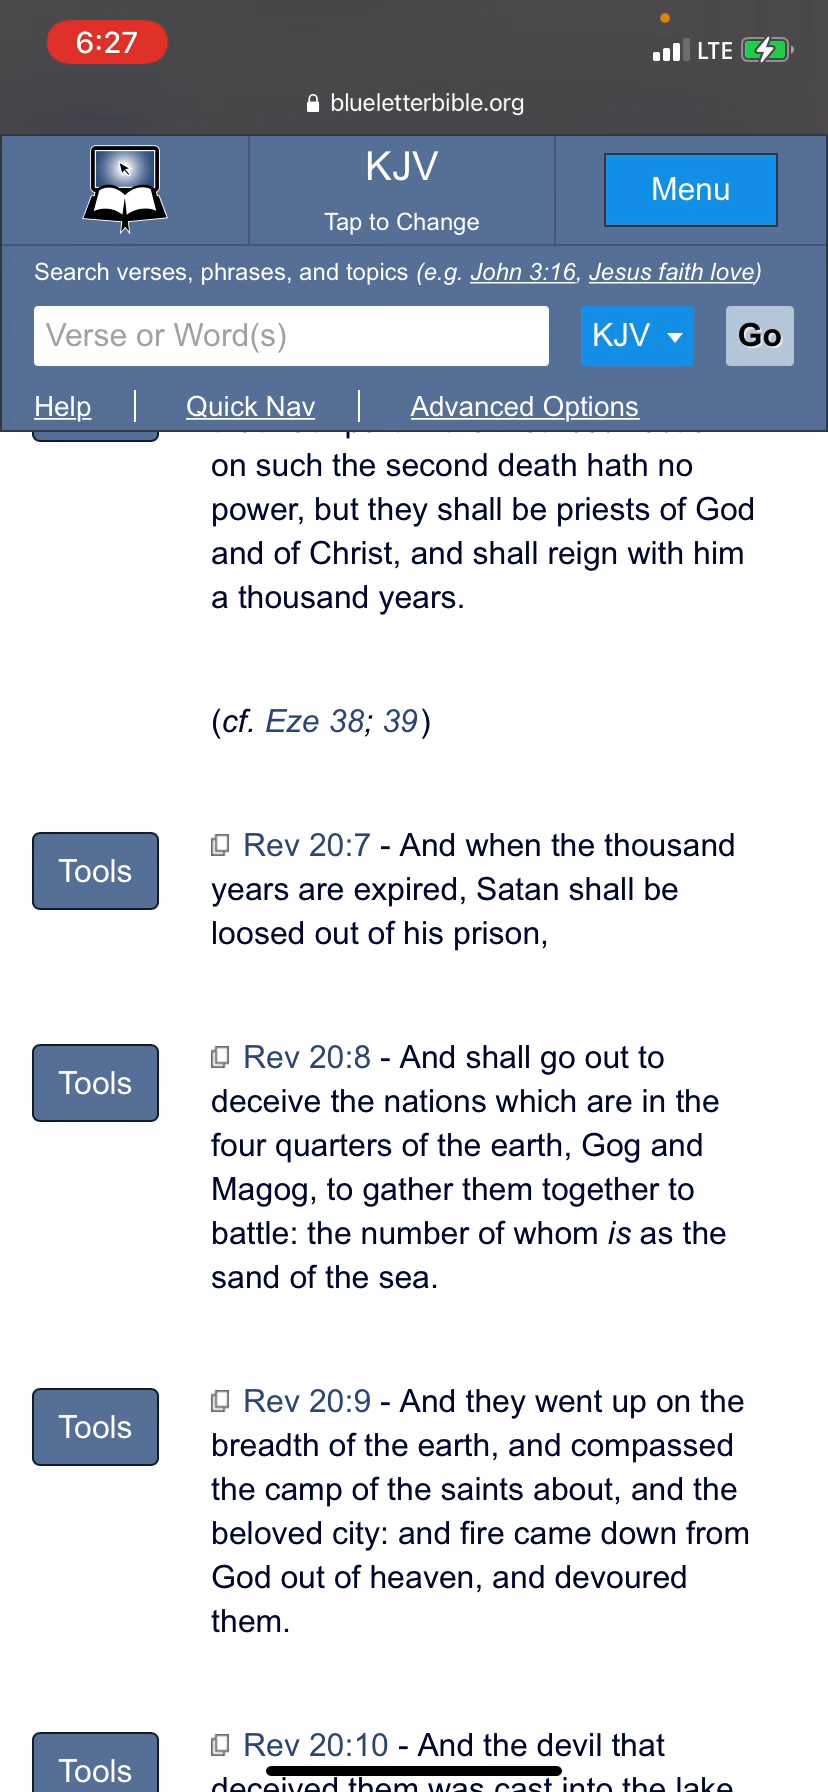 6:27
LTE
blueletterbible.org
KJV
Tap to Change
Menu
Search verses, phrases, and topics (e.g. John 3:16, Jesus faith love)
Verse or Word(s)
KJV
Go
Help
Quick Nav
Advanced Options
on such the second death hath no
power, but they shall be priests of God
and of Christ, and shall reign with him
a thousand years.
(cf. Eze 38; 39)
Tools
Rev 20:7 - And when the thousand
years are expired, Satan shall be
loosed out of his prison,
Tools
Rev 20:8 - And shall go out to
deceive the nations which are in the
four quarters of the earth, Gog and
Magog, to gather them together to
battle: the number of whom is as the
sand of the sea.
Tools
Rev 20:9 - And they went up on the
breadth of the earth, and compassed
the camp of the saints about, and the
beloved city: and fire came down from
God out of heaven, and devoured
them.
Tools
Rev 20:10 - And the devil that
deceived them was cast into the lake